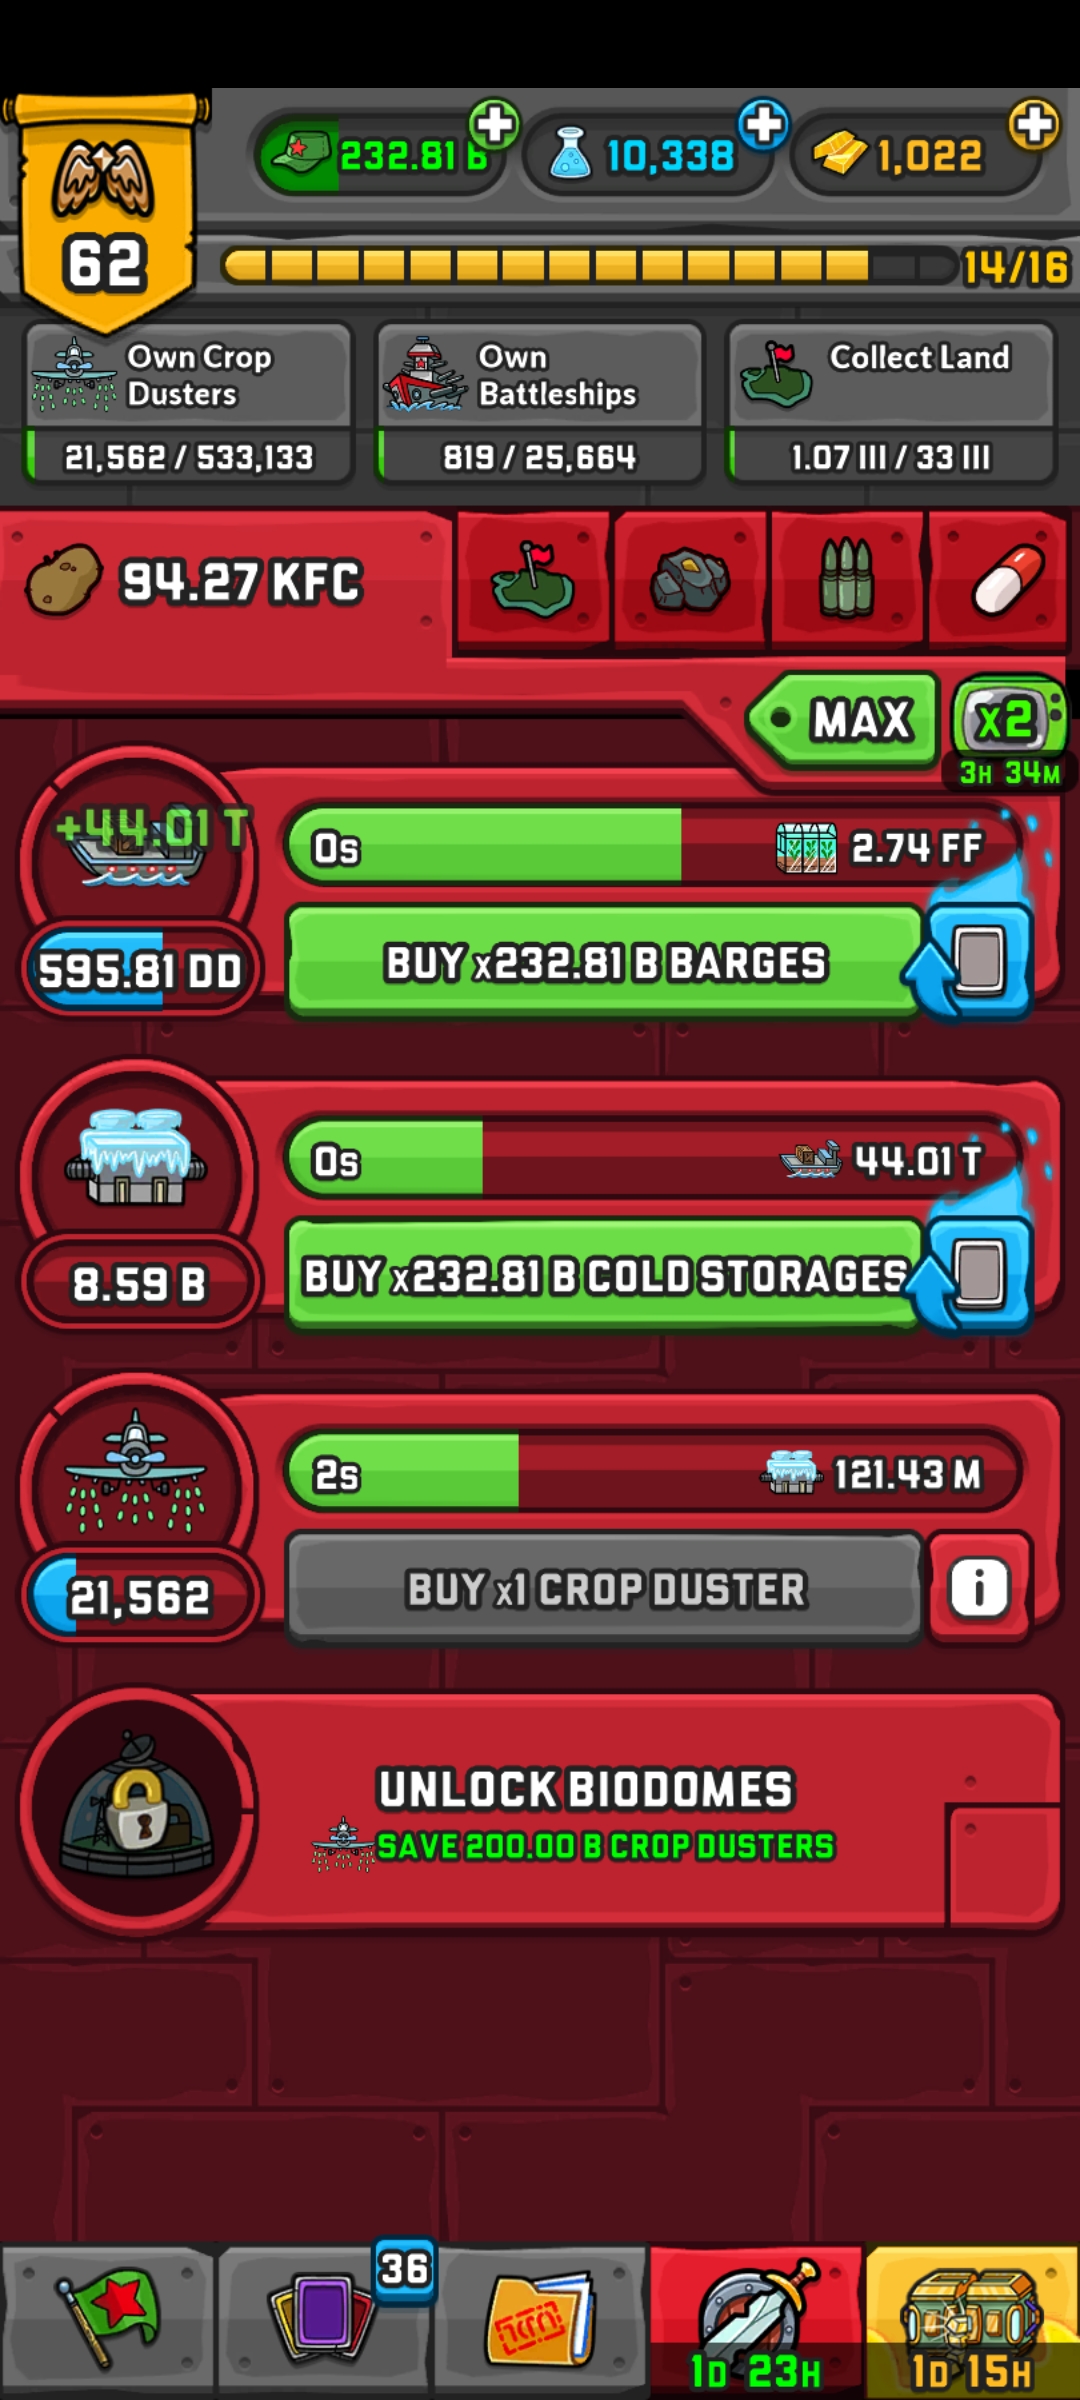 232.81 B
10,338
1,022
62
14/16
Own Crop
Dusters
21,562 / 533,133
Own
Battleships
819 / 25,664
Collect Land
1.07 III / 33 III
94.27 KFC
MAX
x2
3H 34M
+44.01 T
0s
2.74 FF
595.81 DD
BUY x232.81 B BARGES
0s
44.01 T
8.59 B
BUY x232.81 B COLD STORAGES
2s
121.43 M
21,562
BUY x1 CROP DUSTER
i
UNLOCK BIODOMES
SAVE 200.00 B CROP DUSTERS
36
1D 23H
1D 15H